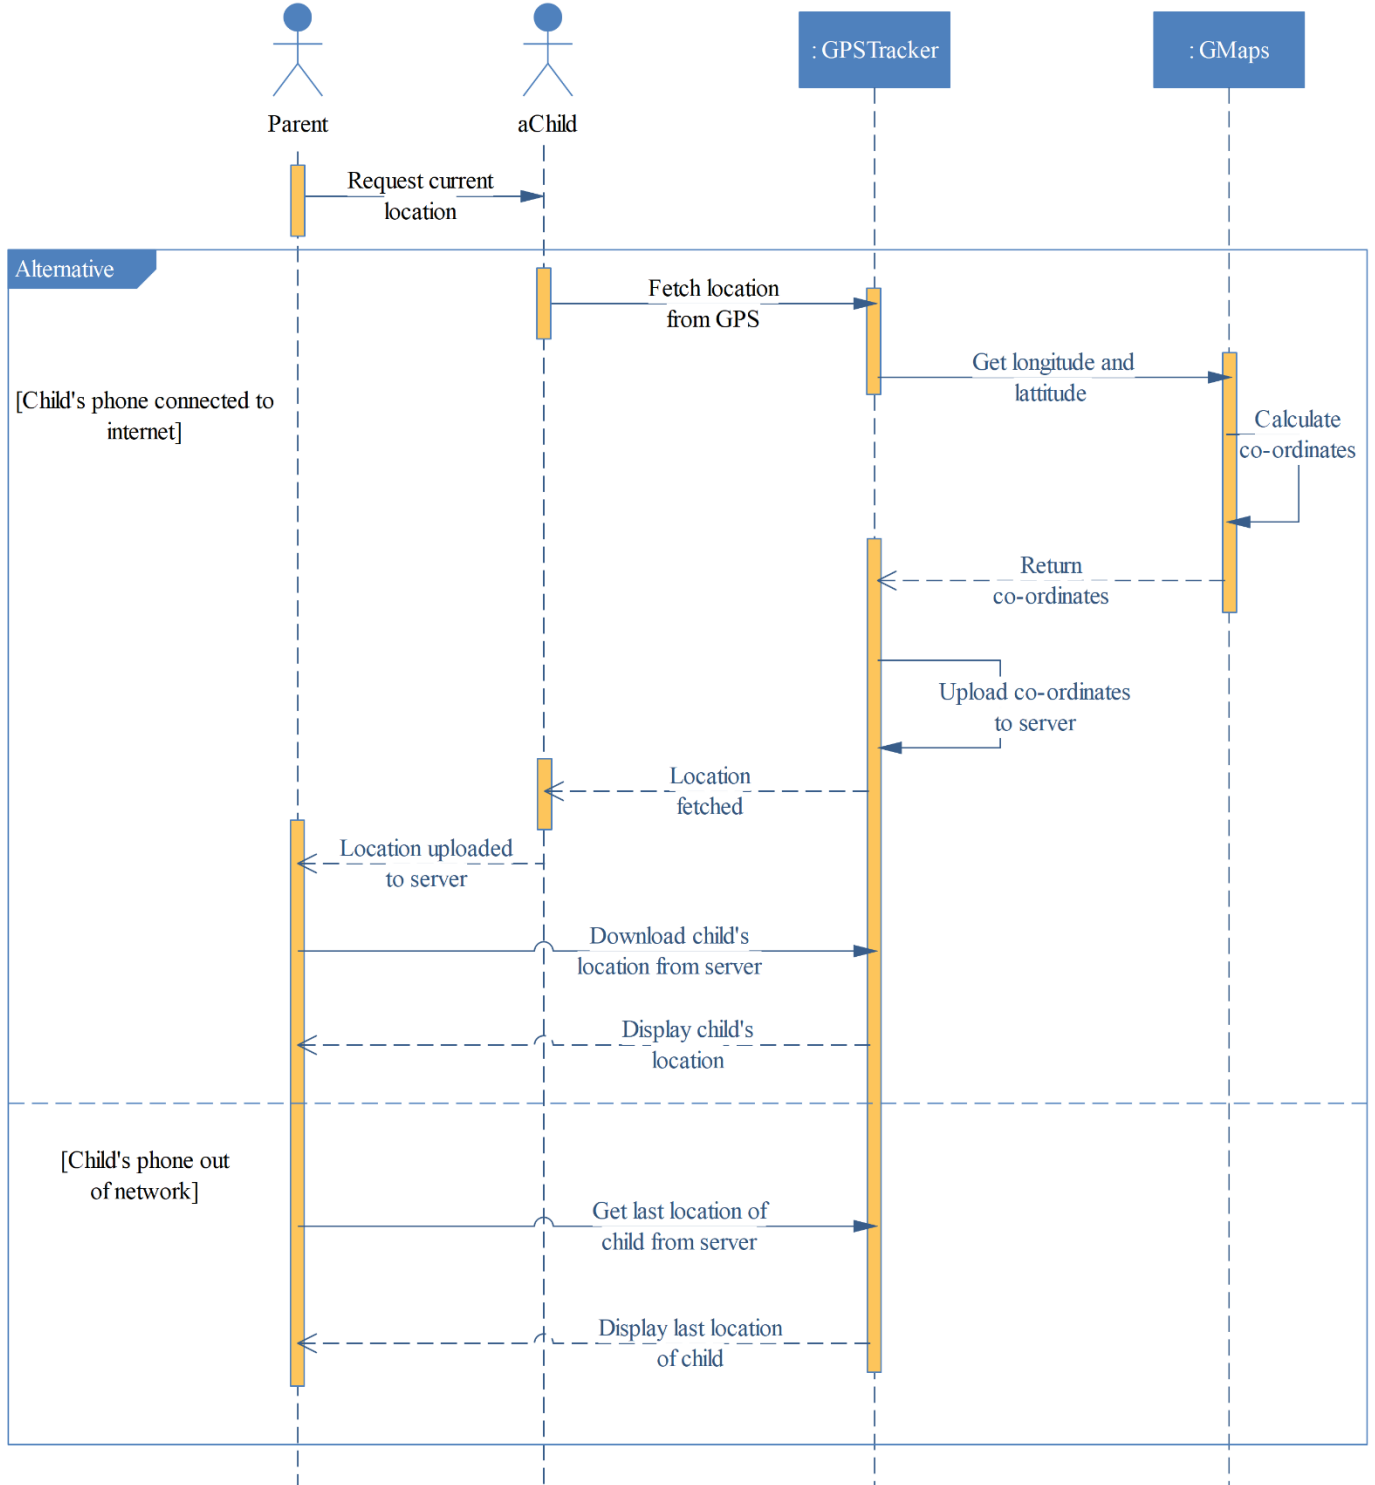 Parent
aChild
: GPSTracker
: GMaps
Request current
location
Alternative
Fetch location
from GPS
Get longitude and
lattitude
[Child's phone connected to
internet]
Calculate
co-ordinates
Return
co-ordinates
Upload co-ordinates
to server
Location
fetched
Location uploaded
to server
Download child's
location from server
Display child's
location
[Child's phone out
of network]
Get last location of
child from server
Display last location
of child